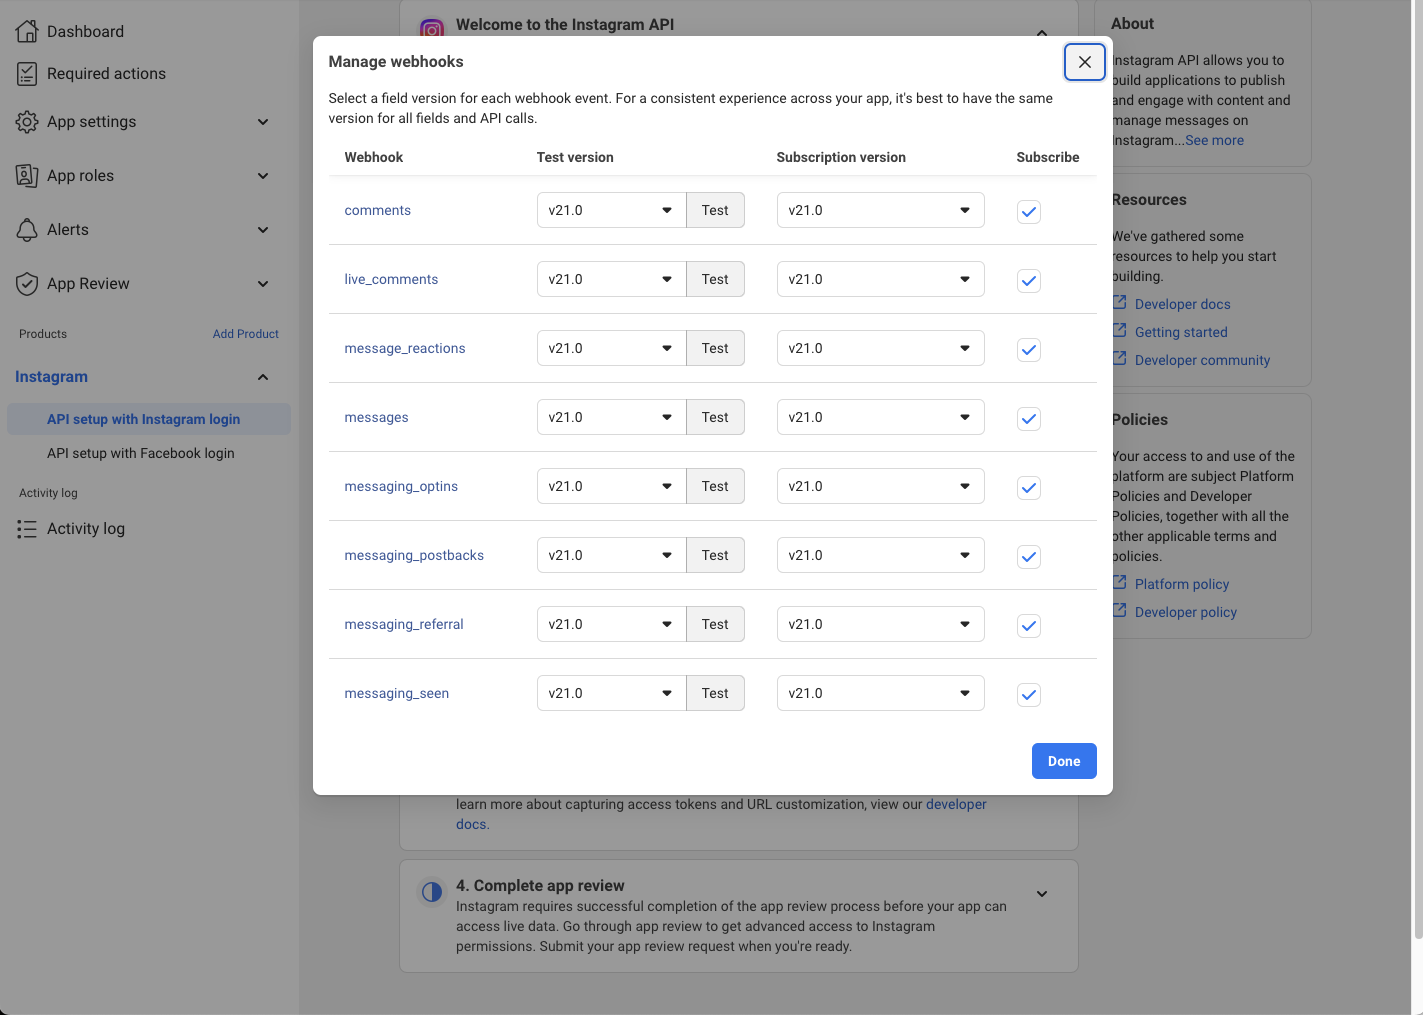 Dashboard
Required actions
App settings
App roles
Alerts
App Review
Products
Add Product
Instagram
API setup with Instagram login
API setup with Facebook login
Activity log
Activity log
Welcome to the Instagram API
Manage webhooks
Select a field version for each webhook event. For a consistent experience across your app, it's best to have the same
version for all fields and API calls.
Webhook Test version Subscription version Subscribe
comments v21.0 Test v21.0
live_comments v21.0 Test v21.0
message_reactions v21.0 Test v21.0
messages v21.0 Test v21.0
messaging_optins v21.0 Test v21.0
messaging_postbacks v21.0 Test v21.0
messaging_referral v21.0 Test v21.0
messaging_seen v21.0 Test v21.0
Done
learn more about capturing access tokens and URL customization, view our developer
docs.
4. Complete app review
Instagram requires successful completion of the app review process before your app can
access live data. Go through app review to get advanced access to Instagram
permissions. Submit your app review request when you're ready.
About
Instagram API allows you to
build applications to publish
and engage with content and
manage messages on
Instagram...See more
Resources
We've gathered some
resources to help you start
building.
Developer docs
Getting started
Developer community
Policies
Your access to and use of the
platform are subject Platform
Policies and Developer
Policies, together with all the
other applicable terms and
policies.
Platform policy
Developer policy